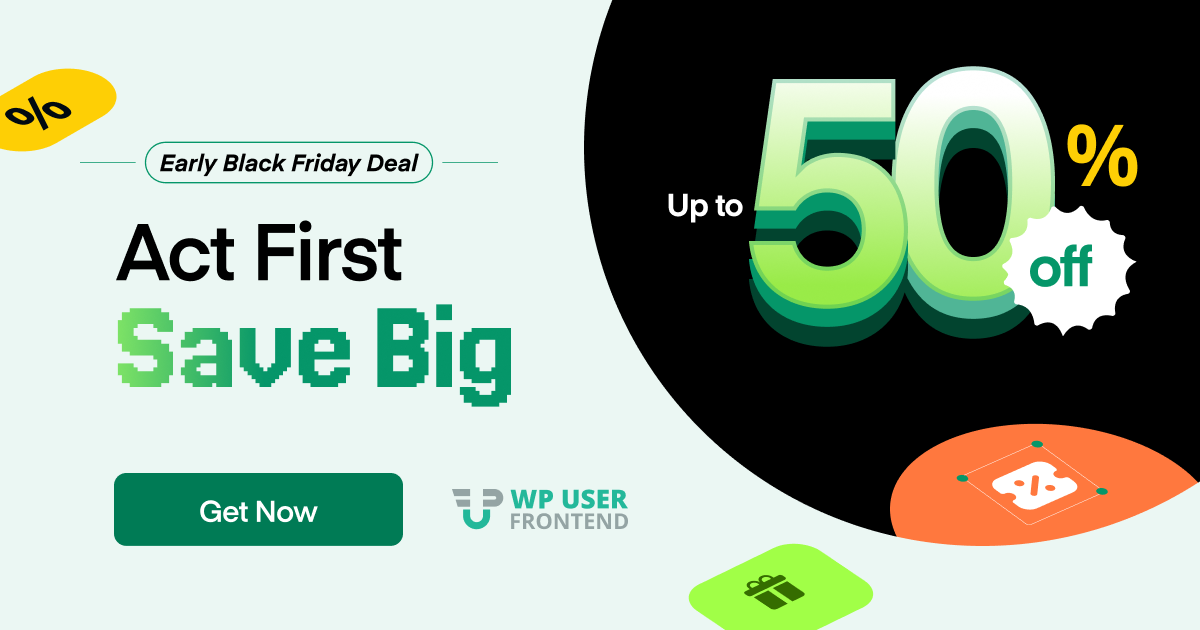 %
Early Black Friday Deal
Act First
Save Big
Get Now
WP USER
FRONTEND
Up to
50
%
off
%